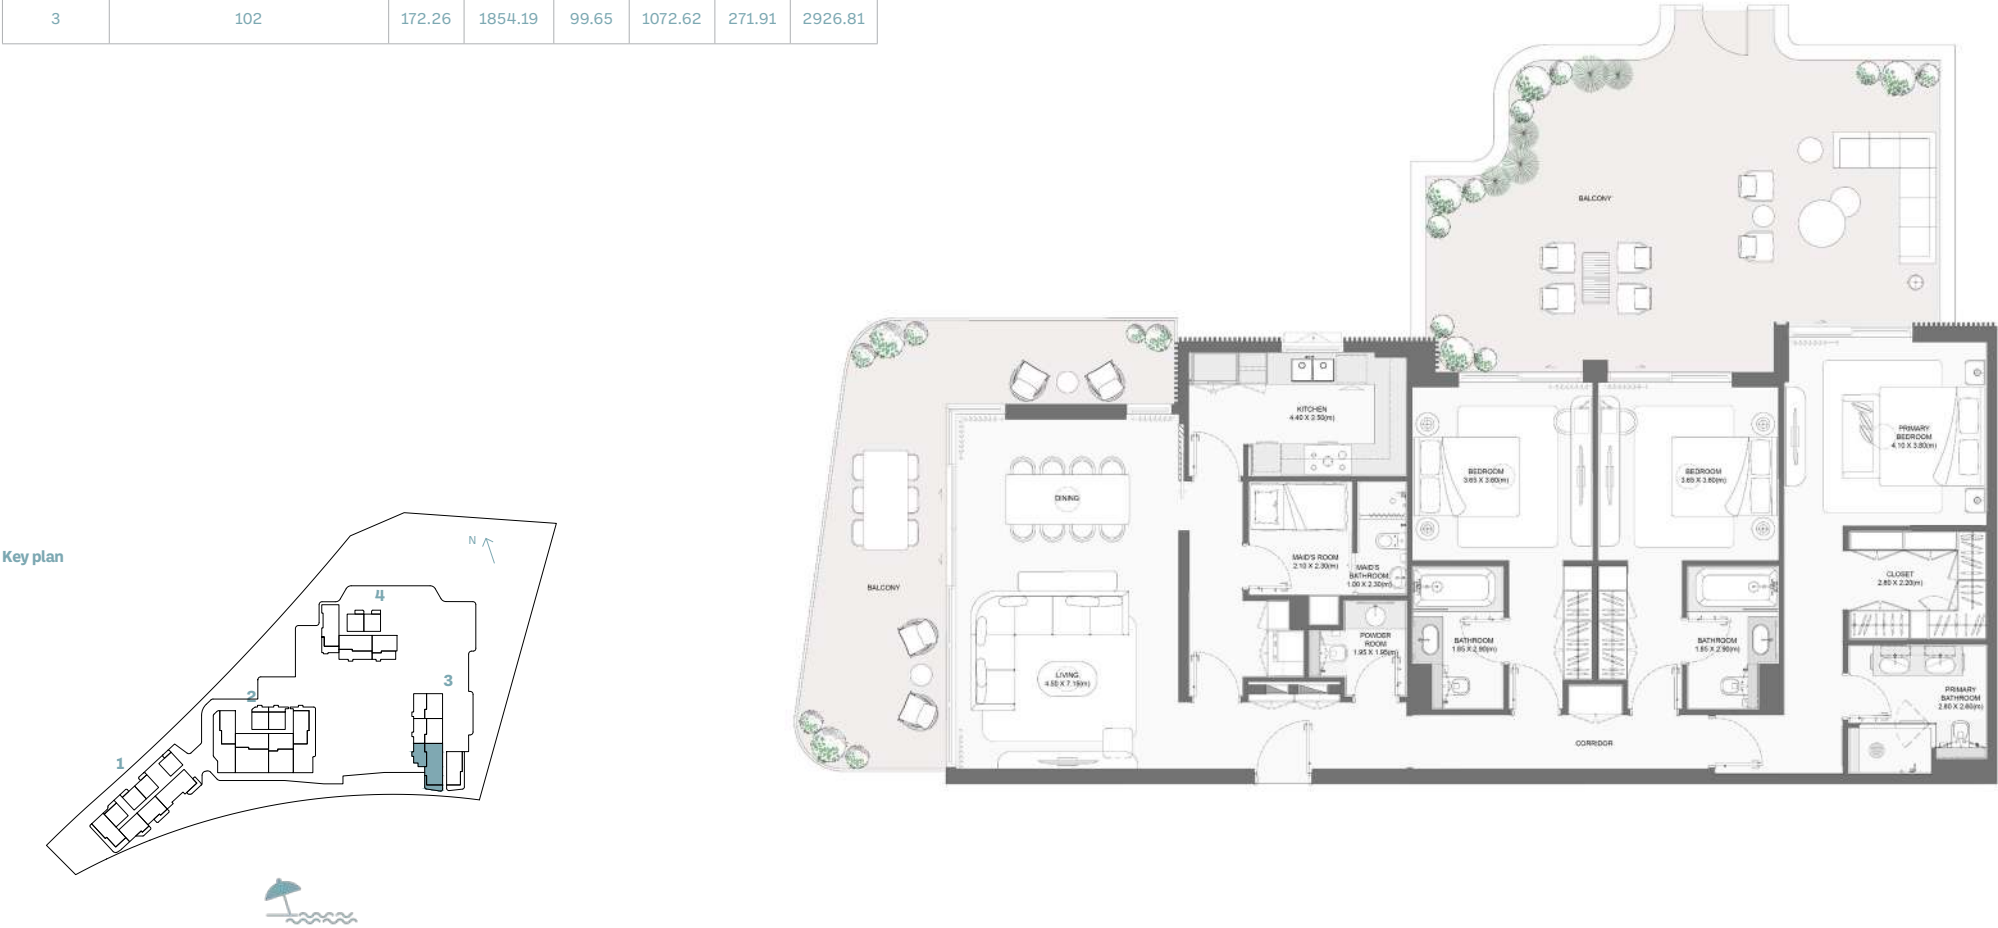 3 102 172.26 1854.19 99.65 1072.62 271.91 2926.81
BALCONY
KITCHEN
4.40 X 2.50(m)
PRIMARY
BEDROOM
4.10 X 3.80(m)
BEDROOM
3.65 X 3.60(m)
BEDROOM
3.65 X 3.60(m)
DINING
MAID'S ROOM
2.10 X 2.30(m)
MAID'S
BATHROOM
1.00 X 2.30(m)
CLOSET
2.80 X 2.20(m)
BALCONY
POWDER
ROOM
1.95 X 1.95(m)
BATHROOM
1.85 X 2.90(m)
BATHROOM
1.85 X 2.90(m)
LIVING
4.50 X 7.15(m)
PRIMARY
BATHROOM
2.80 X 2.60(m)
CORRIDOR
Key plan
N
4
3
2
1